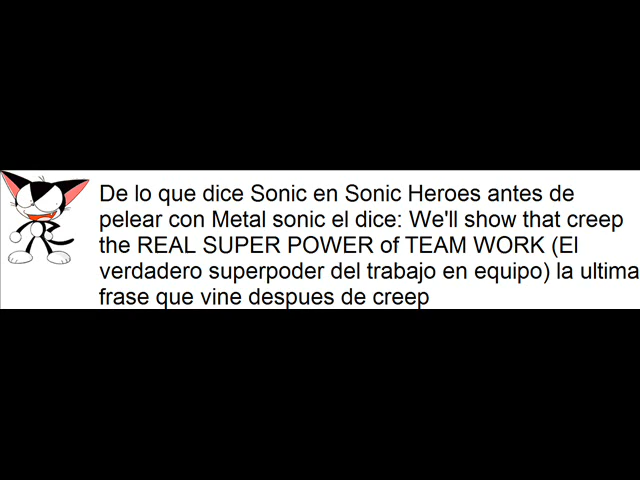 De lo que dice Sonic en Sonic Heroes antes de
pelear con Metal sonic el dice: We'll show that creep
the REAL SUPER POWER of TEAM WORK (El
verdadero superpoder del trabajo en equipo) la ultima
frase que vine despues de creep